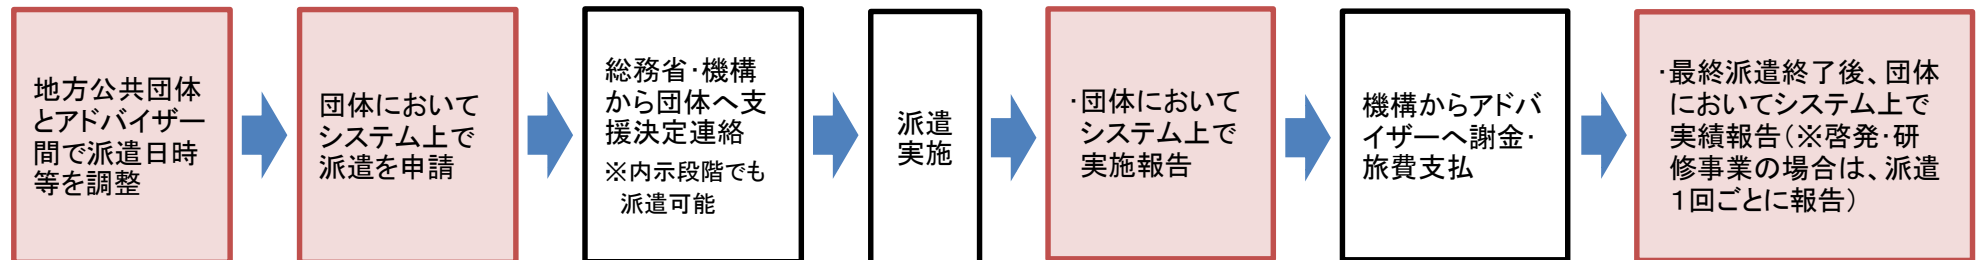 地方公共団体
とアドバイザー
間で派遣日時
等を調整
団体において
システム上で
派遣を申請
総務省・機構
から団体へ支
援決定連絡
※内示段階でも
派遣可能
派遣
実施
・団体において
システム上で
実施報告
機構からアドバ
イザーへ謝金・
旅費支払
・最終派遣終了後、団体
においてシステム上で
実績報告(※啓発・研
修事業の場合は、派遣
1回ごとに報告)